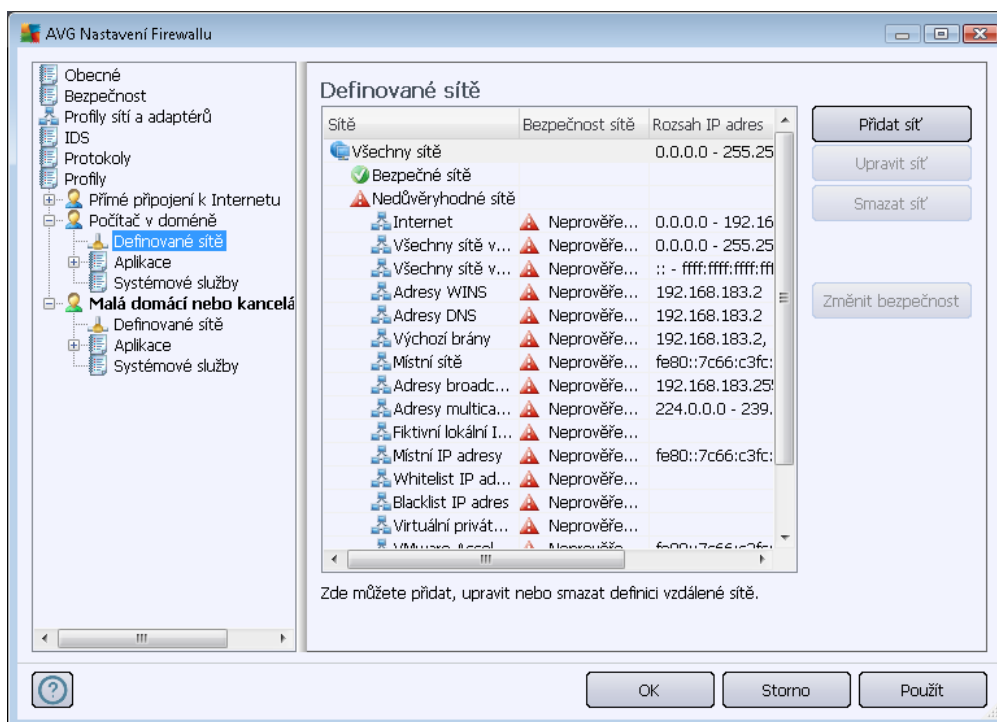 AVG Nastavení Firewallu
Obecné
Bezpečnost
Profily sítí a adaptérů
IDS
Protokoly
Profily
Přímé připojení k Internetu
Počítač v doméně
Definované sítě
Aplikace
Systémové služby
Malá domácí nebo kancelá
Definované sítě
Aplikace
Systémové služby
Definované sítě
Sítě Bezpečnost sítě Rozsah IP adres
Všechny sítě 0.0.0.0 - 255.25
Bezpečné sítě
Nedůvěryhodné sítě
Internet Neprověře... 0.0.0.0 - 192.16
Všechny sítě v... Neprověře... 0.0.0.0 - 255.25
Všechny sítě v... Neprověře... :: - ffff:ffff:ffff:fff
Adresy WINS Neprověře... 192.168.183.2
Adresy DNS Neprověře... 192.168.183.2
Výchozí brány Neprověře... 192.168.183.2,
Místní sítě Neprověře... fe80::7c66:c3fc:
Adresy broadc... Neprověře... 192.168.183.255
Adresy multica... Neprověře... 224.0.0.0 - 239.
Fiktivní lokální I... Neprověře...
Místní IP adresy Neprověře... fe80::7c66:c3fc:
Whitelist IP ad... Neprověře...
Blacklist IP adres Neprověře...
Virtuální privát... Neprověře...
VMware Accel... Neprověře... fe80::7c66:c3fc:
Zde můžete přidat, upravit nebo smazat definici vzdálené sítě.
Přidat síť
Upravit síť
Smazat síť
Změnit bezpečnost
OK
Storno
Použít